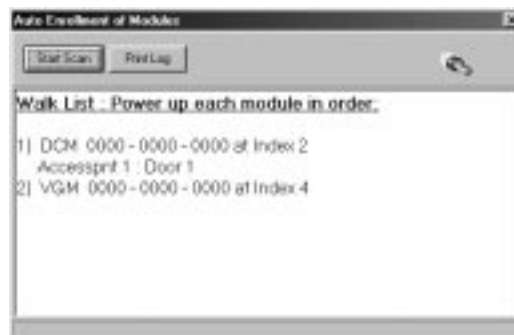 Auto Enrollment of Modules
Start Scan Print Log
Walk List : Power up each module in order:
1) DCM 0000 - 0000 - 0000 at Index 2
Accesspnt 1 : Door 1
2) VGM 0000 - 0000 - 0000 at Index 4